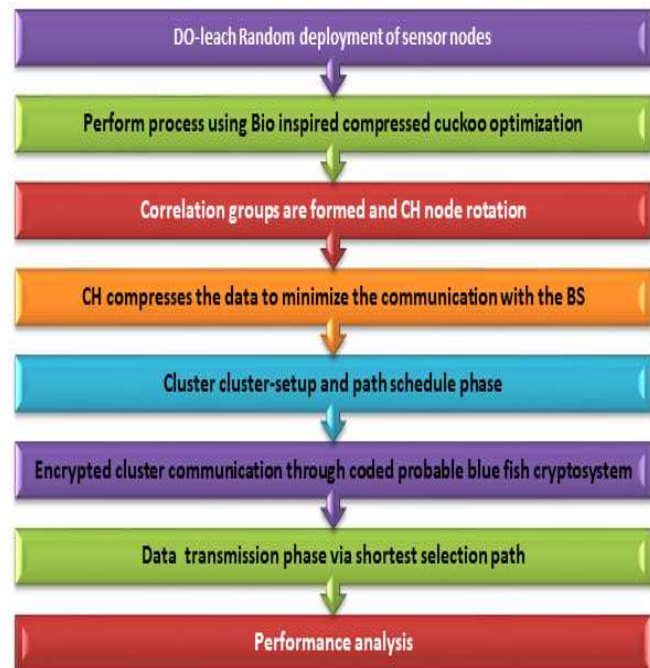 DO-leach Random deployment of sensor nodes
Perform process using Bio inspired compressed cuckoo optimization
Correlation groups are formed and CH node rotation
CH compresses the data to minimize the communication with the BS
Cluster cluster-setup and path schedule phase
Encrypted cluster communication through coded probable blue fish cryptosystem
Data transmission phase via shortest selection path
Performance analysis